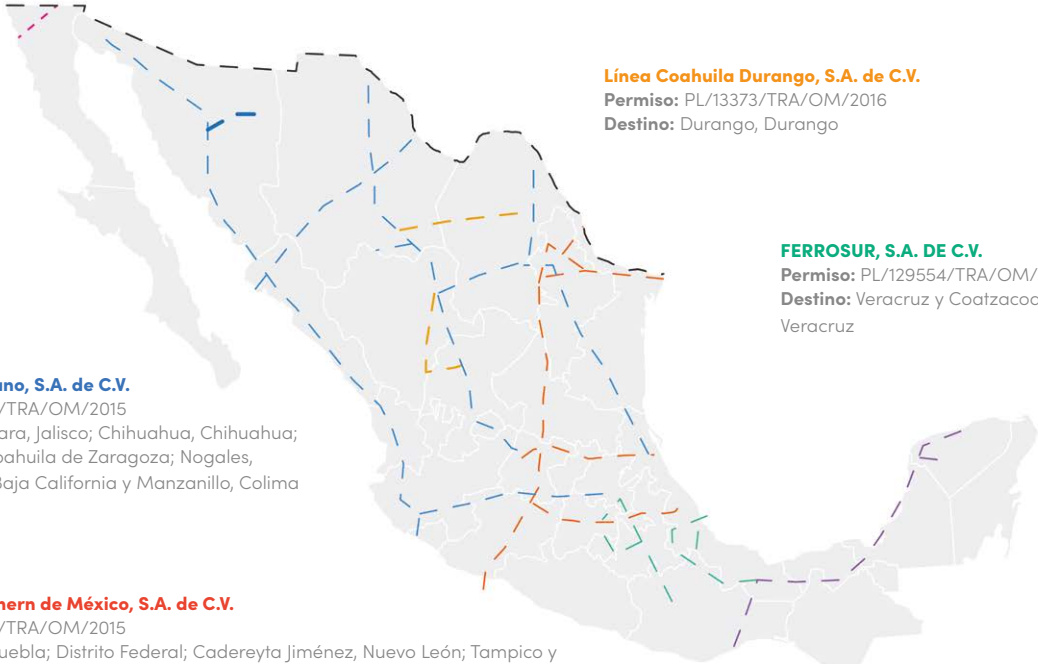 Línea Coahuila Durango, S.A. de C.V.
Permiso: PL/13373/TRA/OM/2016
Destino: Durango, Durango
FERROSUR, S.A. DE C.V.
Permiso: PL/129554/TRA/OM/
Destino: Veracruz y Coatzacoa
Veracruz
ano, S.A. de C.V.
/TRA/OM/2015
ara, Jalisco; Chihuahua, Chihuahua;
oahuila de Zaragoza; Nogales,
Baja California y Manzanillo, Colima
hern de México, S.A. de C.V.
/TRA/OM/2015
uebla; Distrito Federal; Cadereyta Jiménez, Nuevo León; Tampico y